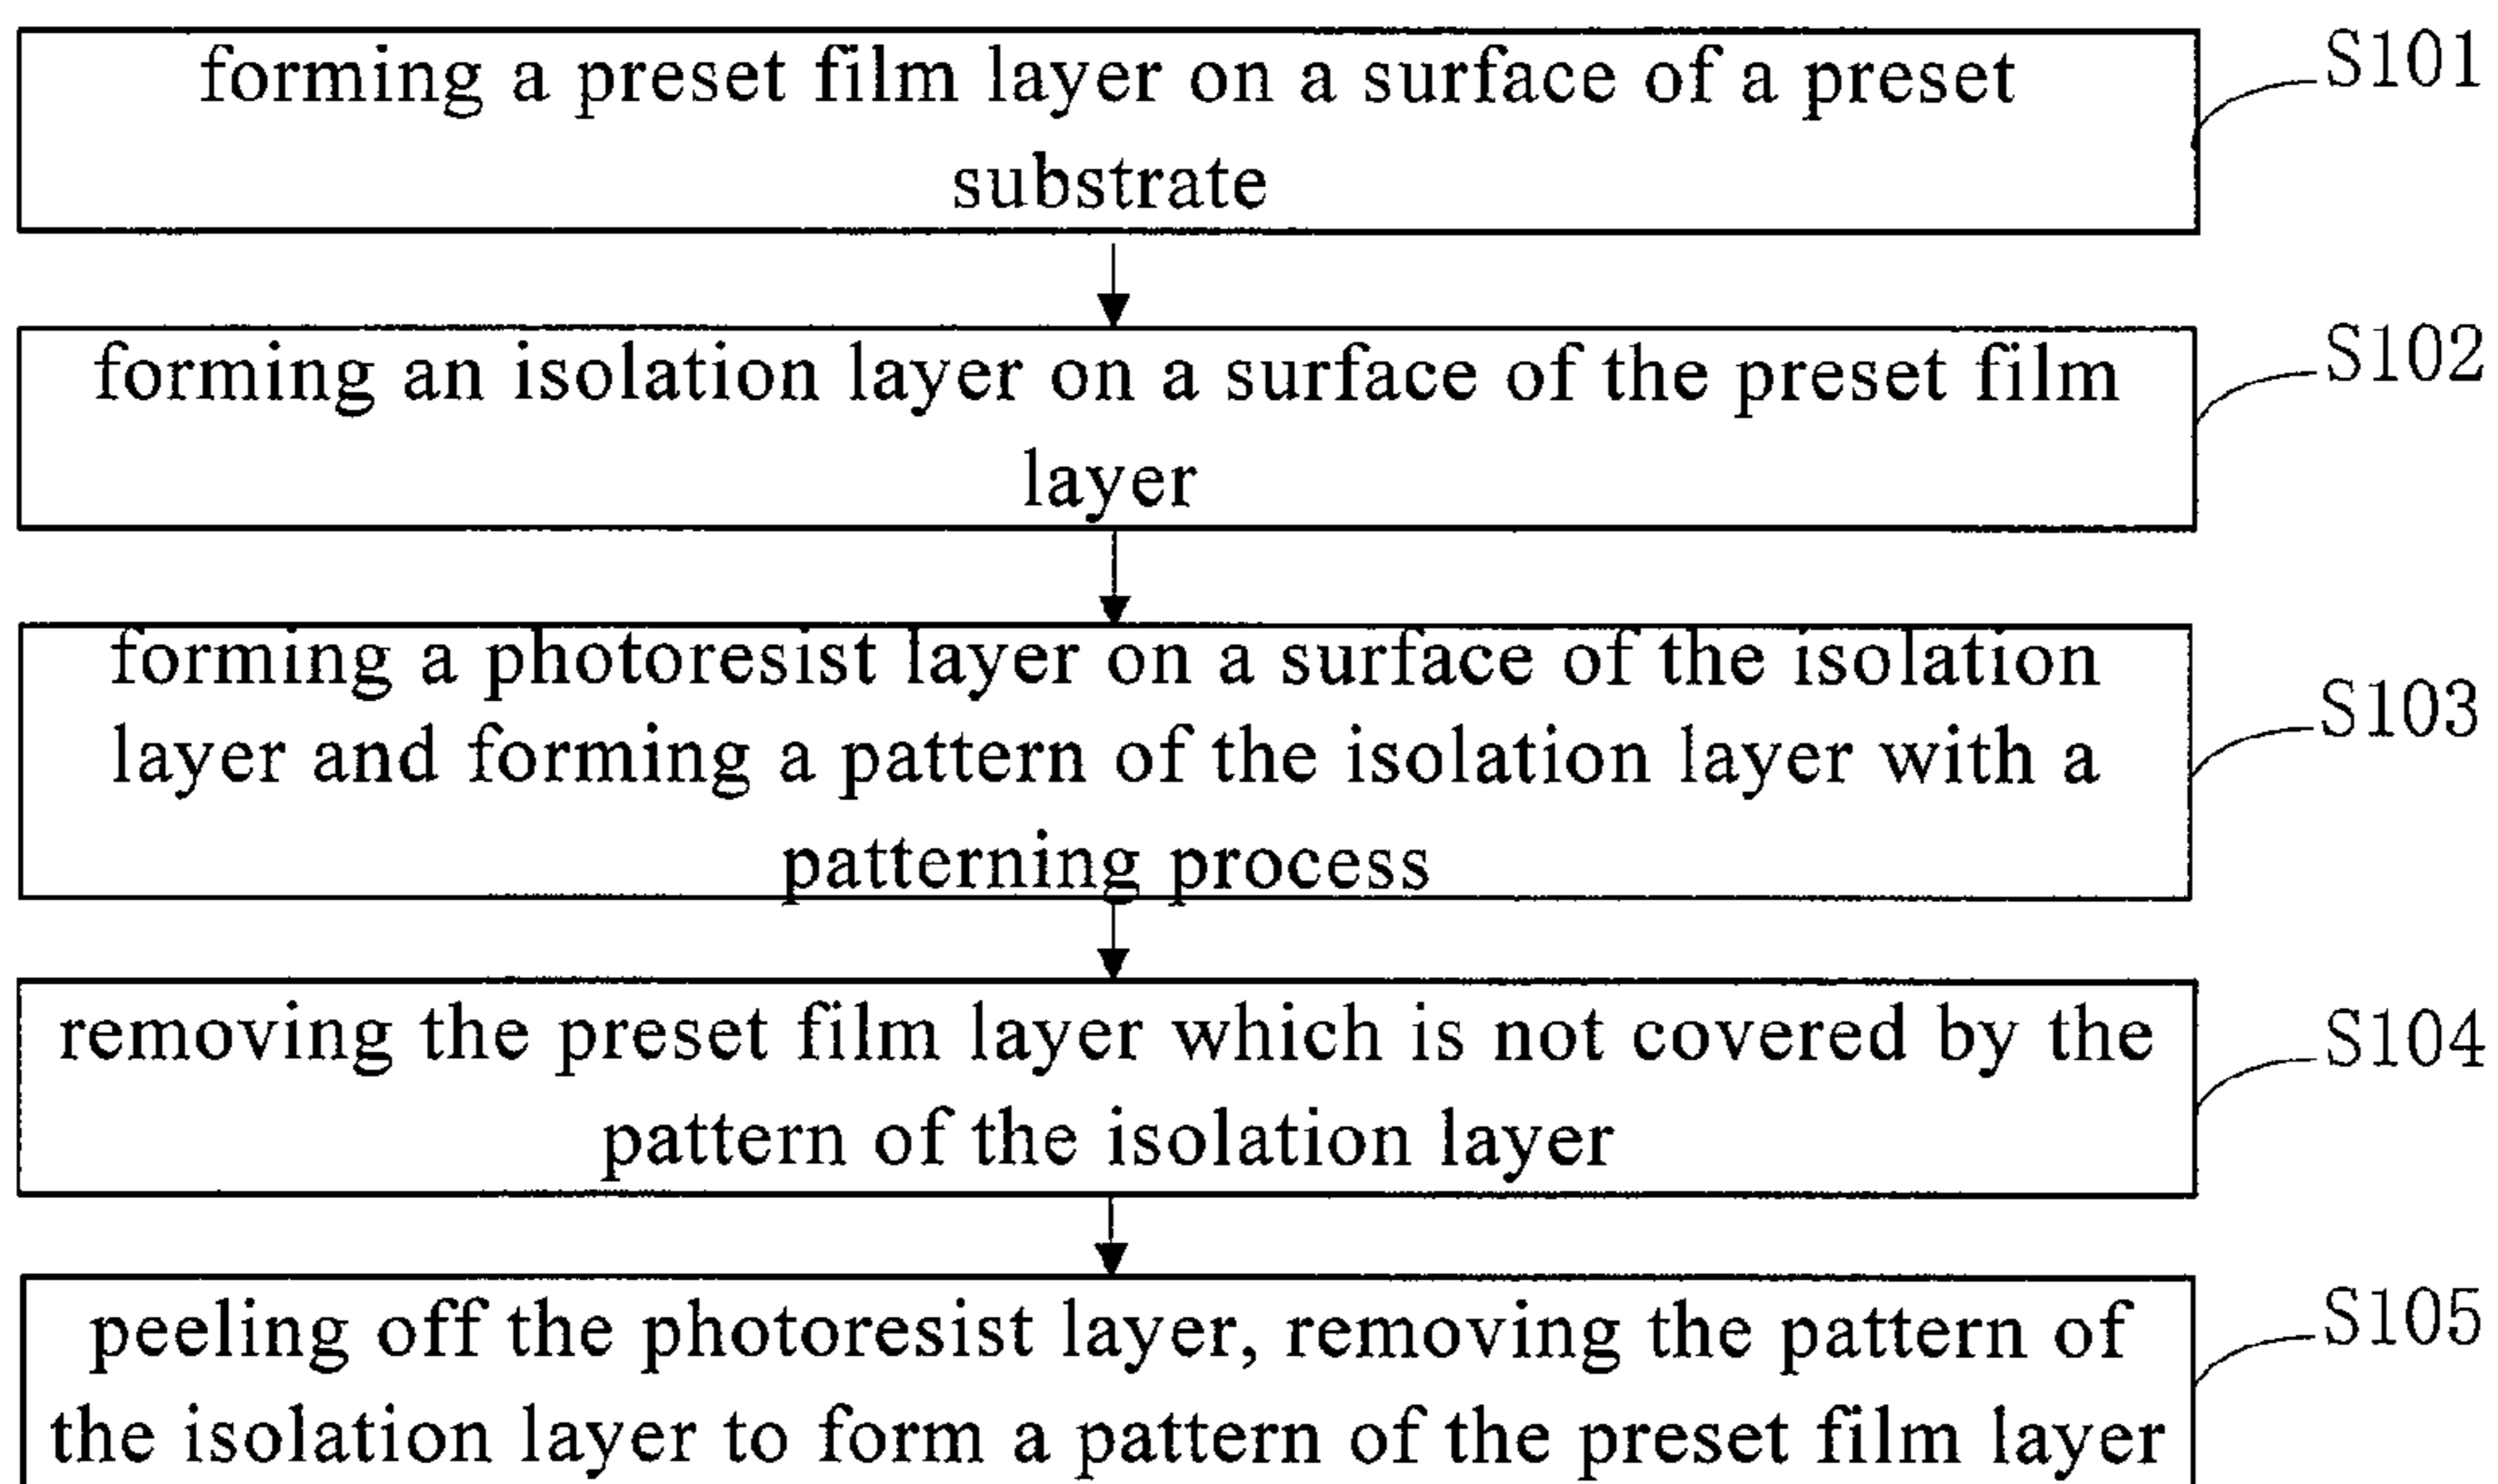 forming a preset film layer on a surface of a preset
substrate
S101
forming an isolation layer on a surface of the preset film
layer
S102
forming a photoresist layer on a surface of the isolation
layer and forming a pattern of the isolation layer with a
patterning process
S103
removing the preset film layer which is not covered by the
pattern of the isolation layer
S104
peeling off the photoresist layer, removing the pattern of
the isolation layer to form a pattern of the preset film layer
S105